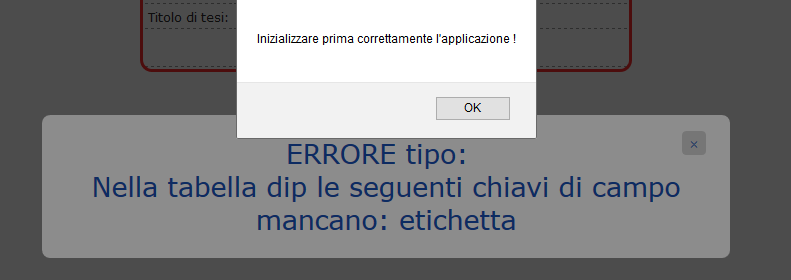 Titolo di tesi:
Inizializzare prima correttamente l'applicazione !
OK
×
ERRORE tipo:
Nella tabella dip le seguenti chiavi di campo
mancano: etichetta